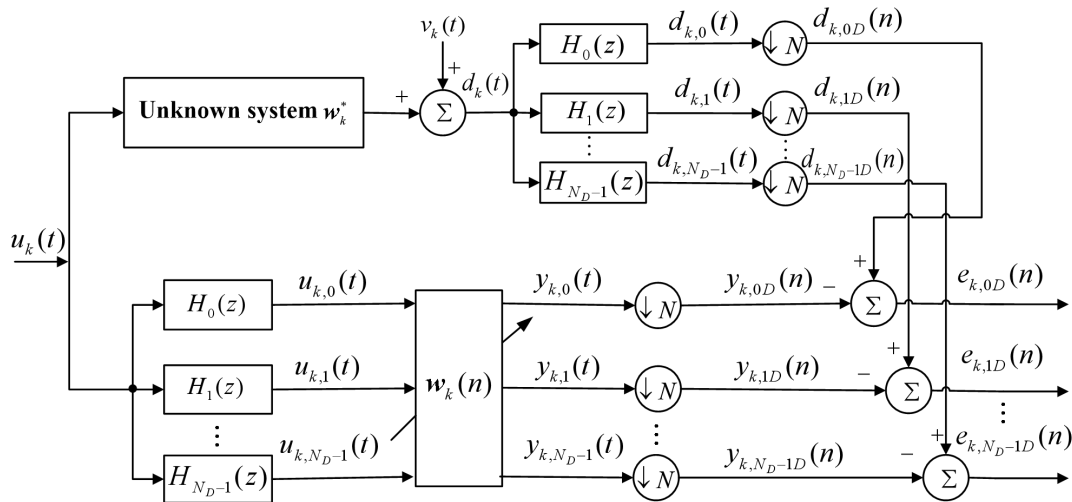 v_k(t)
+
H_0(z) d_{k,0}(t) ↓N d_{k,0D}(n)
Unknown system w_k^* + Σ d_k(t)
H_1(z) d_{k,1}(t) ↓N d_{k,1D}(n)
⋮ ⋮
H_{N_D-1}(z) d_{k,N_D-1}(t) ↓N d_{k,N_D-1D}(n)
u_k(t)
H_0(z) u_{k,0}(t) y_{k,0}(t) ↓N y_{k,0D}(n) − + Σ e_{k,0D}(n)
H_1(z) u_{k,1}(t) w_k(n) y_{k,1}(t) ↓N y_{k,1D}(n) − + Σ e_{k,1D}(n)
⋮ ⋮ ⋮
H_{N_D-1}(z) u_{k,N_D-1}(t) y_{k,N_D-1}(t) ↓N y_{k,N_D-1D}(n) − + Σ e_{k,N_D-1D}(n)